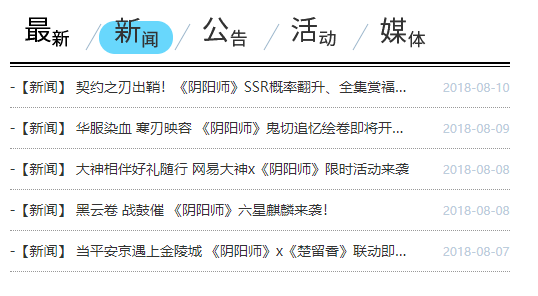 最新 / 新闻 / 公告 / 活动 / 媒体
-【新闻】 契约之刃出鞘！《阴阳师》SSR概率翻升、全集赏福... 2018-08-10
-【新闻】 华服染血 寒刃映容 《阴阳师》鬼切追忆绘卷即将开... 2018-08-09
-【新闻】 大神相伴好礼随行 网易大神x《阴阳师》限时活动来袭 2018-08-08
-【新闻】 黑云卷 战鼓催 《阴阳师》六星麒麟来袭！ 2018-08-08
-【新闻】 当平安京遇上金陵城 《阴阳师》x《楚留香》联动即... 2018-08-07